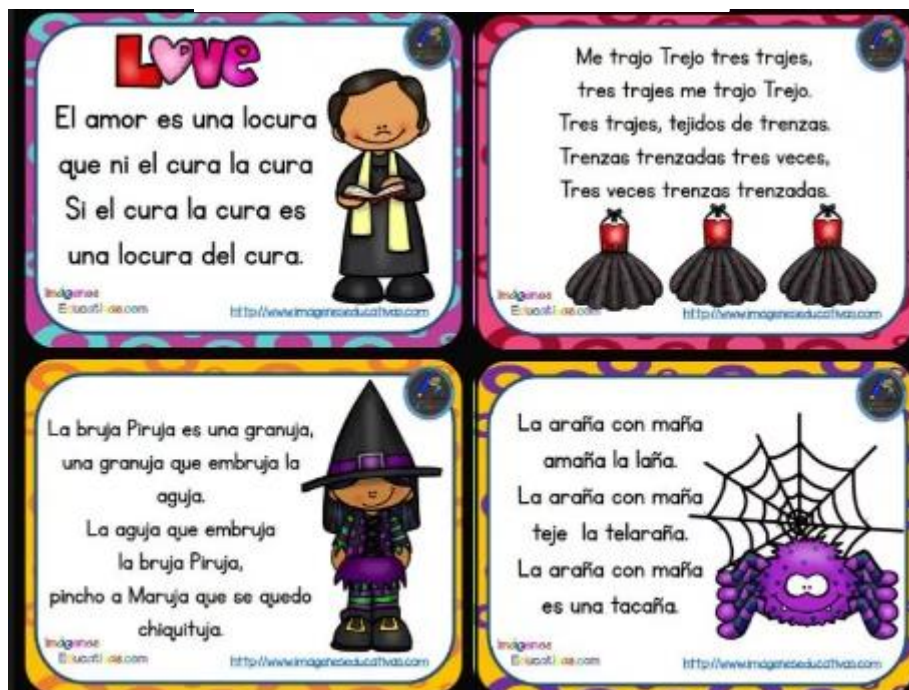 Love
El amor es una locura
que ni el cura la cura
Si el cura la cura es
una locura del cura.
Imágenes
Educativas.com
http://www.imageneseducativas.com
Me trajo Trejo tres trajes,
tres trajes me trajo Trejo.
Tres trajes, tejidos de trenzas.
Trenzas trenzadas tres veces,
Tres veces trenzas trenzadas.
Imágenes
Educativas.com
http://www.imageneseducativas.com
La bruja Piruja es una granuja,
una granuja que embruja la
aguja.
La aguja que embruja
la bruja Piruja,
pincho a Maruja que se quedo
chiquituja.
Imágenes
Educativas.com
http://www.imageneseducativas.com
La araña con maña
amaña la laña.
La araña con maña
teje la telaraña.
La araña con maña
es una tacaña.
Imágenes
Educativas.com
http://www.imageneseducativas.com